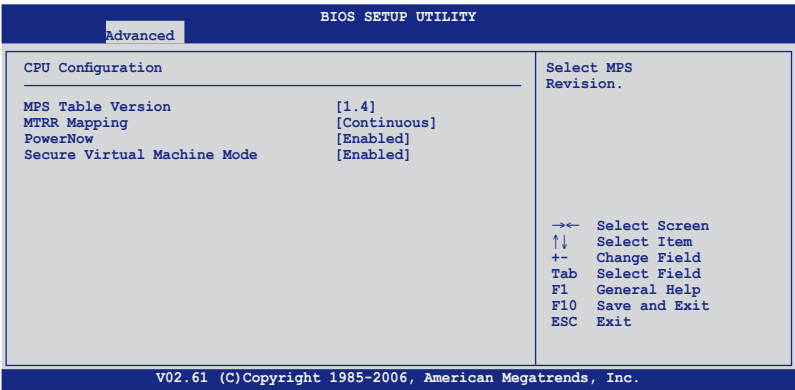 BIOS SETUP UTILITY
Advanced
CPU Configuration
MPS Table Version [1.4]
MTRR Mapping [Continuous]
PowerNow [Enabled]
Secure Virtual Machine Mode [Enabled]
Select MPS
Revision.
→← Select Screen
↑↓ Select Item
+- Change Field
Tab Select Field
F1 General Help
F10 Save and Exit
ESC Exit
V02.61 (C)Copyright 1985-2006, American Megatrends, Inc.